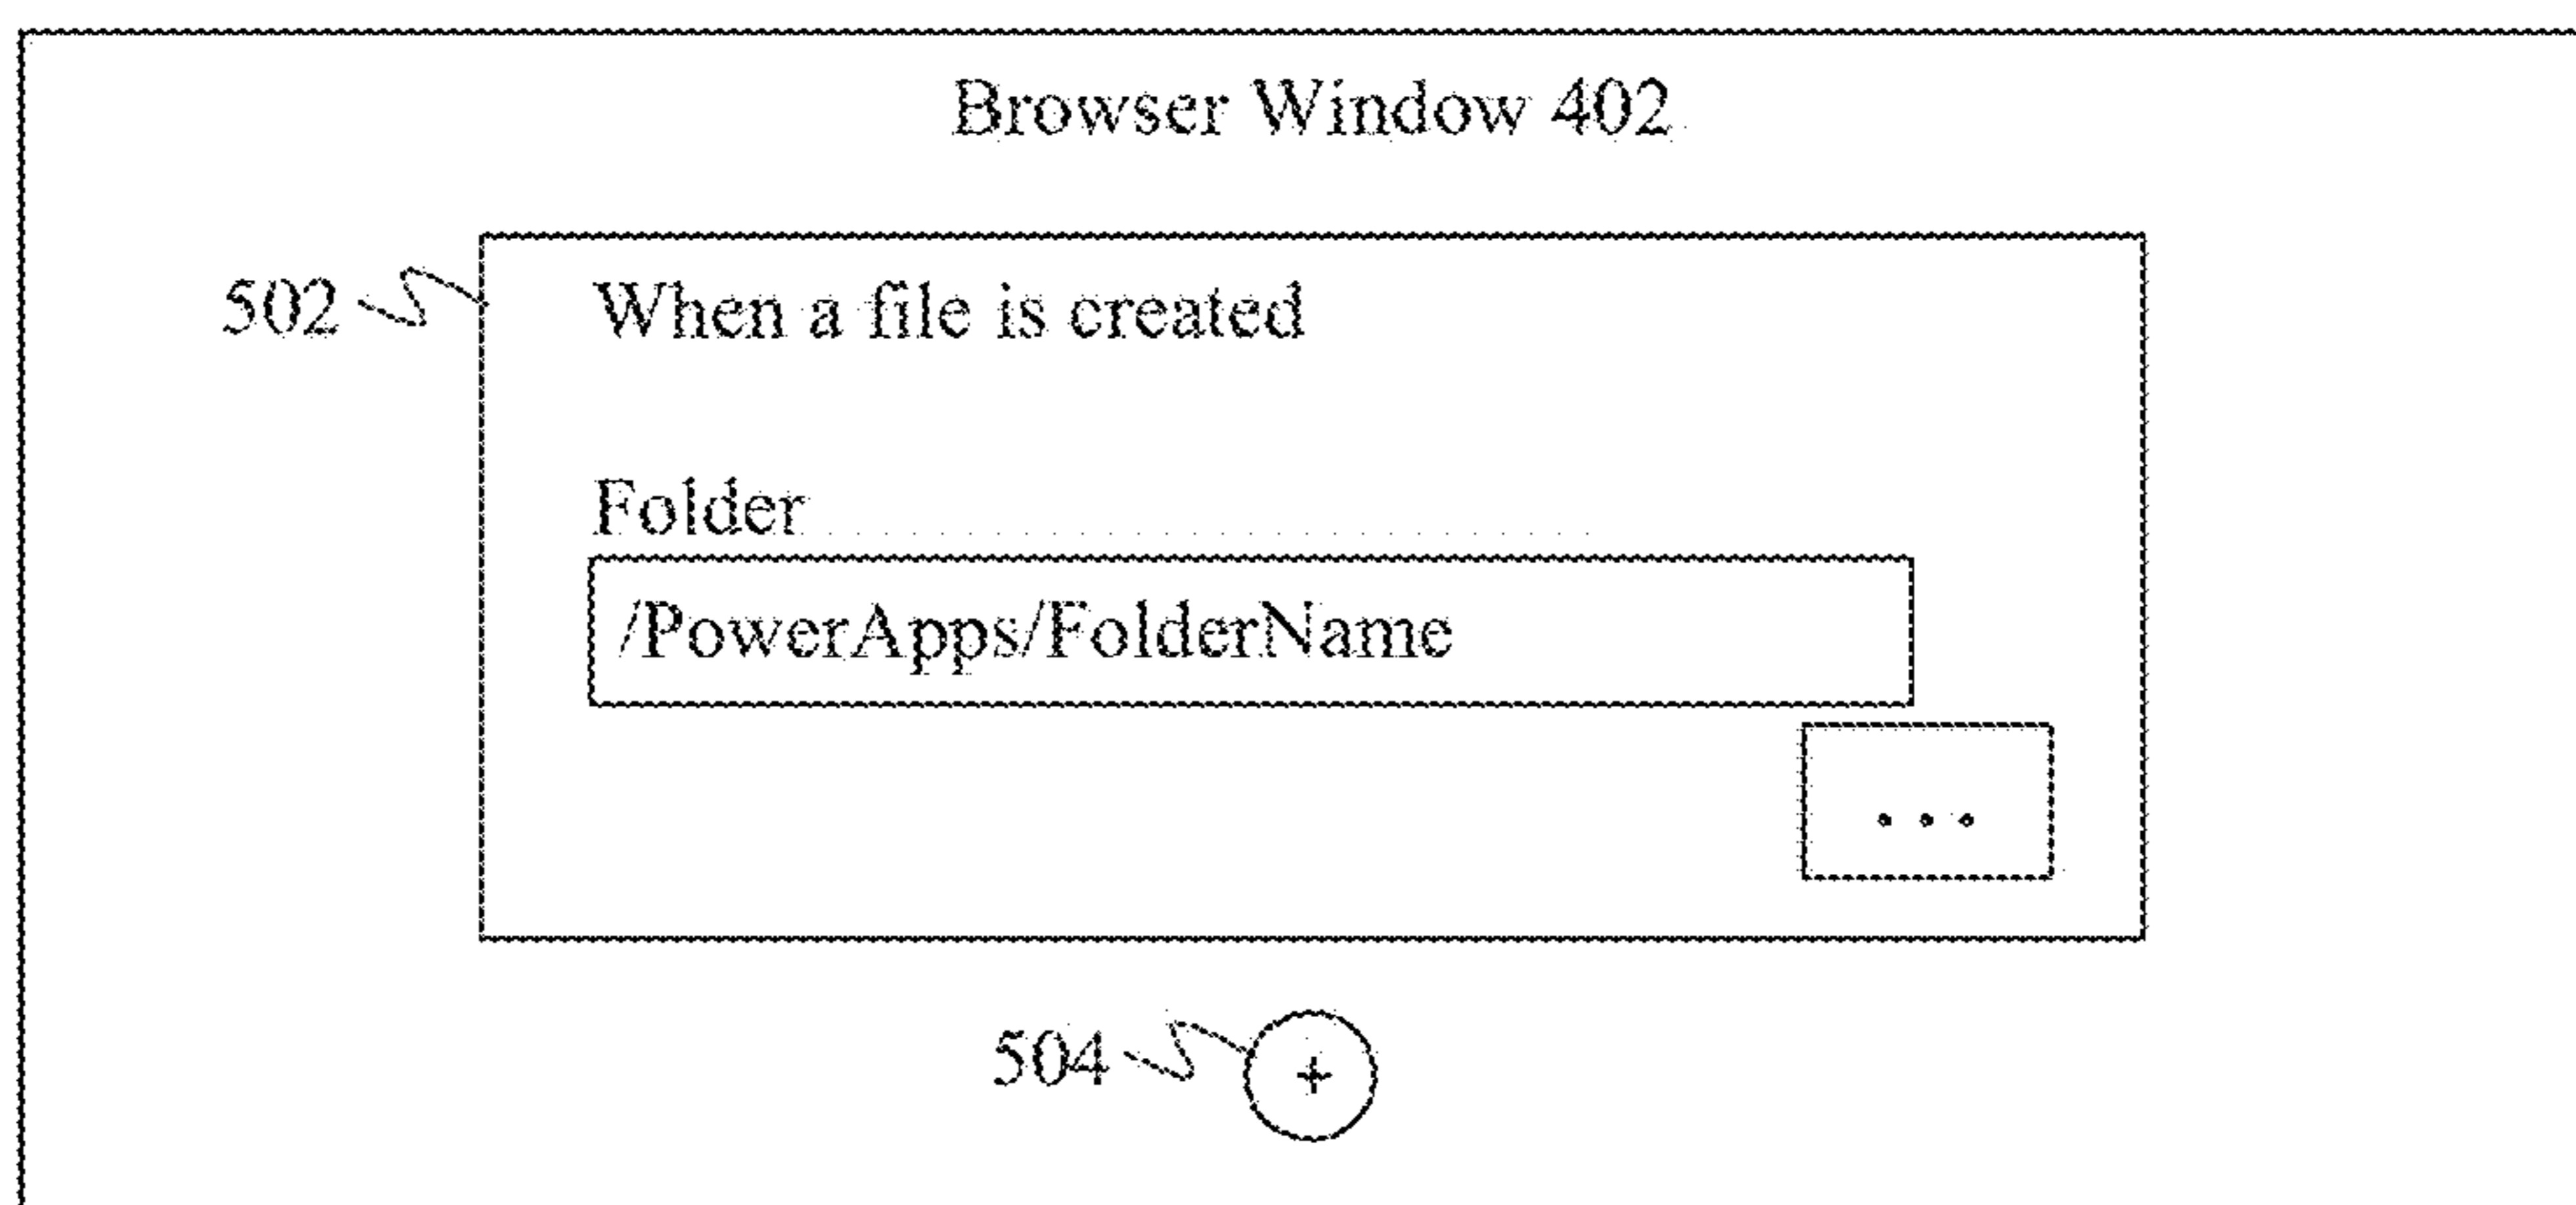 Browser Window 402
502
When a file is created
Folder
/PowerApps/FolderName
...
504
+